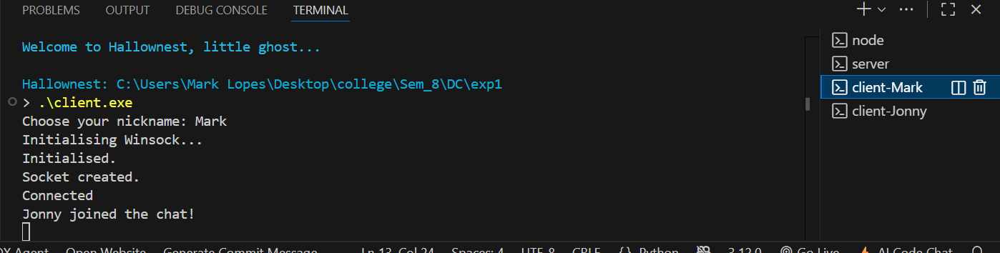 PROBLEMS OUTPUT DEBUG CONSOLE TERMINAL
Welcome to Hallownest, little ghost...
Hallownest: C:\Users\Mark Lopes\Desktop\college\Sem_8\DC\exp1
> .\client.exe
Choose your nickname: Mark
Initialising Winsock...
Initialised.
Socket created.
Connected
Jonny joined the chat!
node
server
client-Mark
client-Jonny
Agent Open Website Generate Commit Message Ln 13, Col 24 Spaces: 4 UTF-8 CRLF {} Python 3.12.0 Go Live AI Code Chat